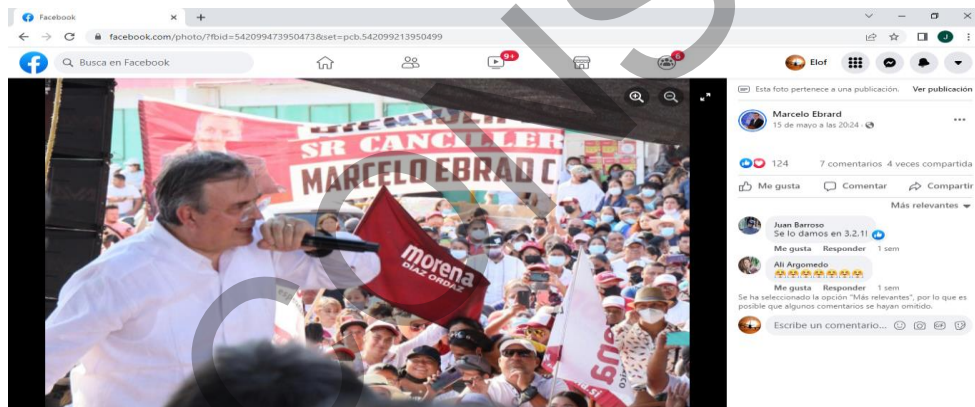 Facebook
facebook.com/photo/?fbid=542099473950473&set=pcb.542099213950499
J
Busca en Facebook
9+
6
Elof
Esta foto pertenece a una publicación. Ver publicación
Marcelo Ebrard
15 de mayo a las 20:24
124 7 comentarios 4 veces compartida
Me gusta Comentar Compartir
Más relevantes
Juan Barroso
Se lo damos en 3.2.1!
Me gusta Responder 1 sem
Ali Argomedo
Me gusta Responder 1 sem
Se ha seleccionado la opción "Más relevantes", por lo que es
posible que algunos comentarios se hayan omitido.
Escribe un comentario...
SR CANCILLER
MARCELO EBRAD C.
morena
DIAZ ORDAZ